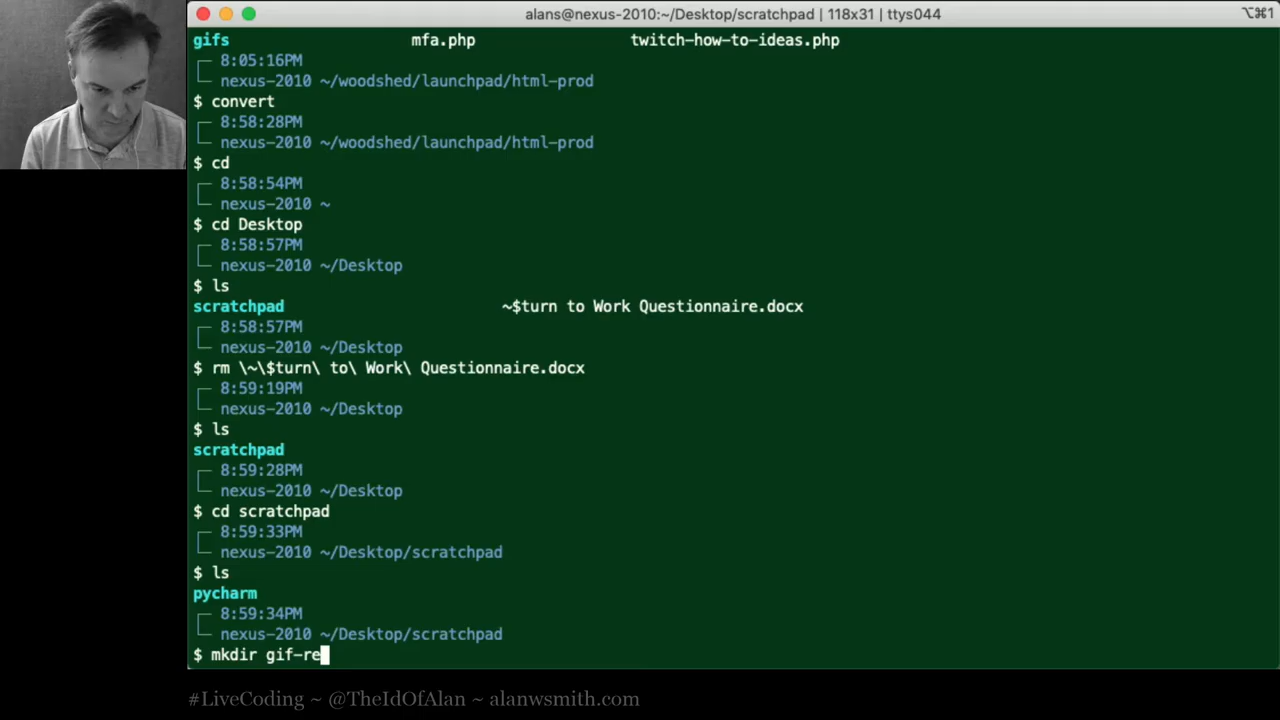 alans@nexus-2010:~/Desktop/scratchpad | 118x31 | ttys044 ⌥⌘1
gifs mfa.php twitch-how-to-ideas.php
8:05:16PM
nexus-2010 ~/woodshed/launchpad/html-prod
$ convert
8:58:28PM
nexus-2010 ~/woodshed/launchpad/html-prod
$ cd
8:58:54PM
nexus-2010 ~
$ cd Desktop
8:58:57PM
nexus-2010 ~/Desktop
$ ls
scratchpad ~$turn to Work Questionnaire.docx
8:58:57PM
nexus-2010 ~/Desktop
$ rm \~\$turn\ to\ Work\ Questionnaire.docx
8:59:19PM
nexus-2010 ~/Desktop
$ ls
scratchpad
8:59:28PM
nexus-2010 ~/Desktop
$ cd scratchpad
8:59:33PM
nexus-2010 ~/Desktop/scratchpad
$ ls
pycharm
8:59:34PM
nexus-2010 ~/Desktop/scratchpad
$ mkdir gif-re
#LiveCoding ~ @TheIdOfAlan ~ alanwsmith.com